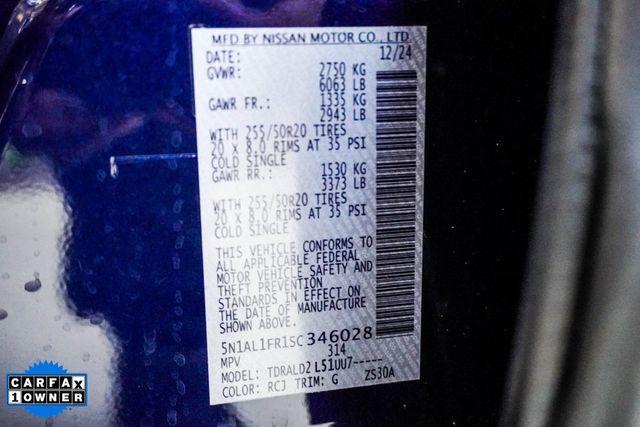 MFD BY NISSAN MOTOR CO., LTD
DATE: 12/24
GVWR: 2750 KG
6063 LB
GAWR FR.: 1335 KG
2943 LB
WITH 255/50R20 TIRES
20 X 8.0 RIMS AT 35 PSI
COLD SINGLE
GAWR RR.: 1530 KG
3373 LB
WITH 255/50R20 TIRES
20 X 8.0 RIMS AT 35 PSI
COLD SINGLE
THIS VEHICLE CONFORMS TO
ALL APPLICABLE FEDERAL
MOTOR VEHICLE SAFETY AND
THEFT PREVENTION
STANDARDS IN EFFECT ON
THE DATE OF MANUFACTURE
SHOWN ABOVE.
5N1AL1FR1SC346028
MPV 314
MODEL: TDRALD2 L51UU7-----
COLOR: RCJ TRIM: G ZS30A
CARFAX
1 OWNER